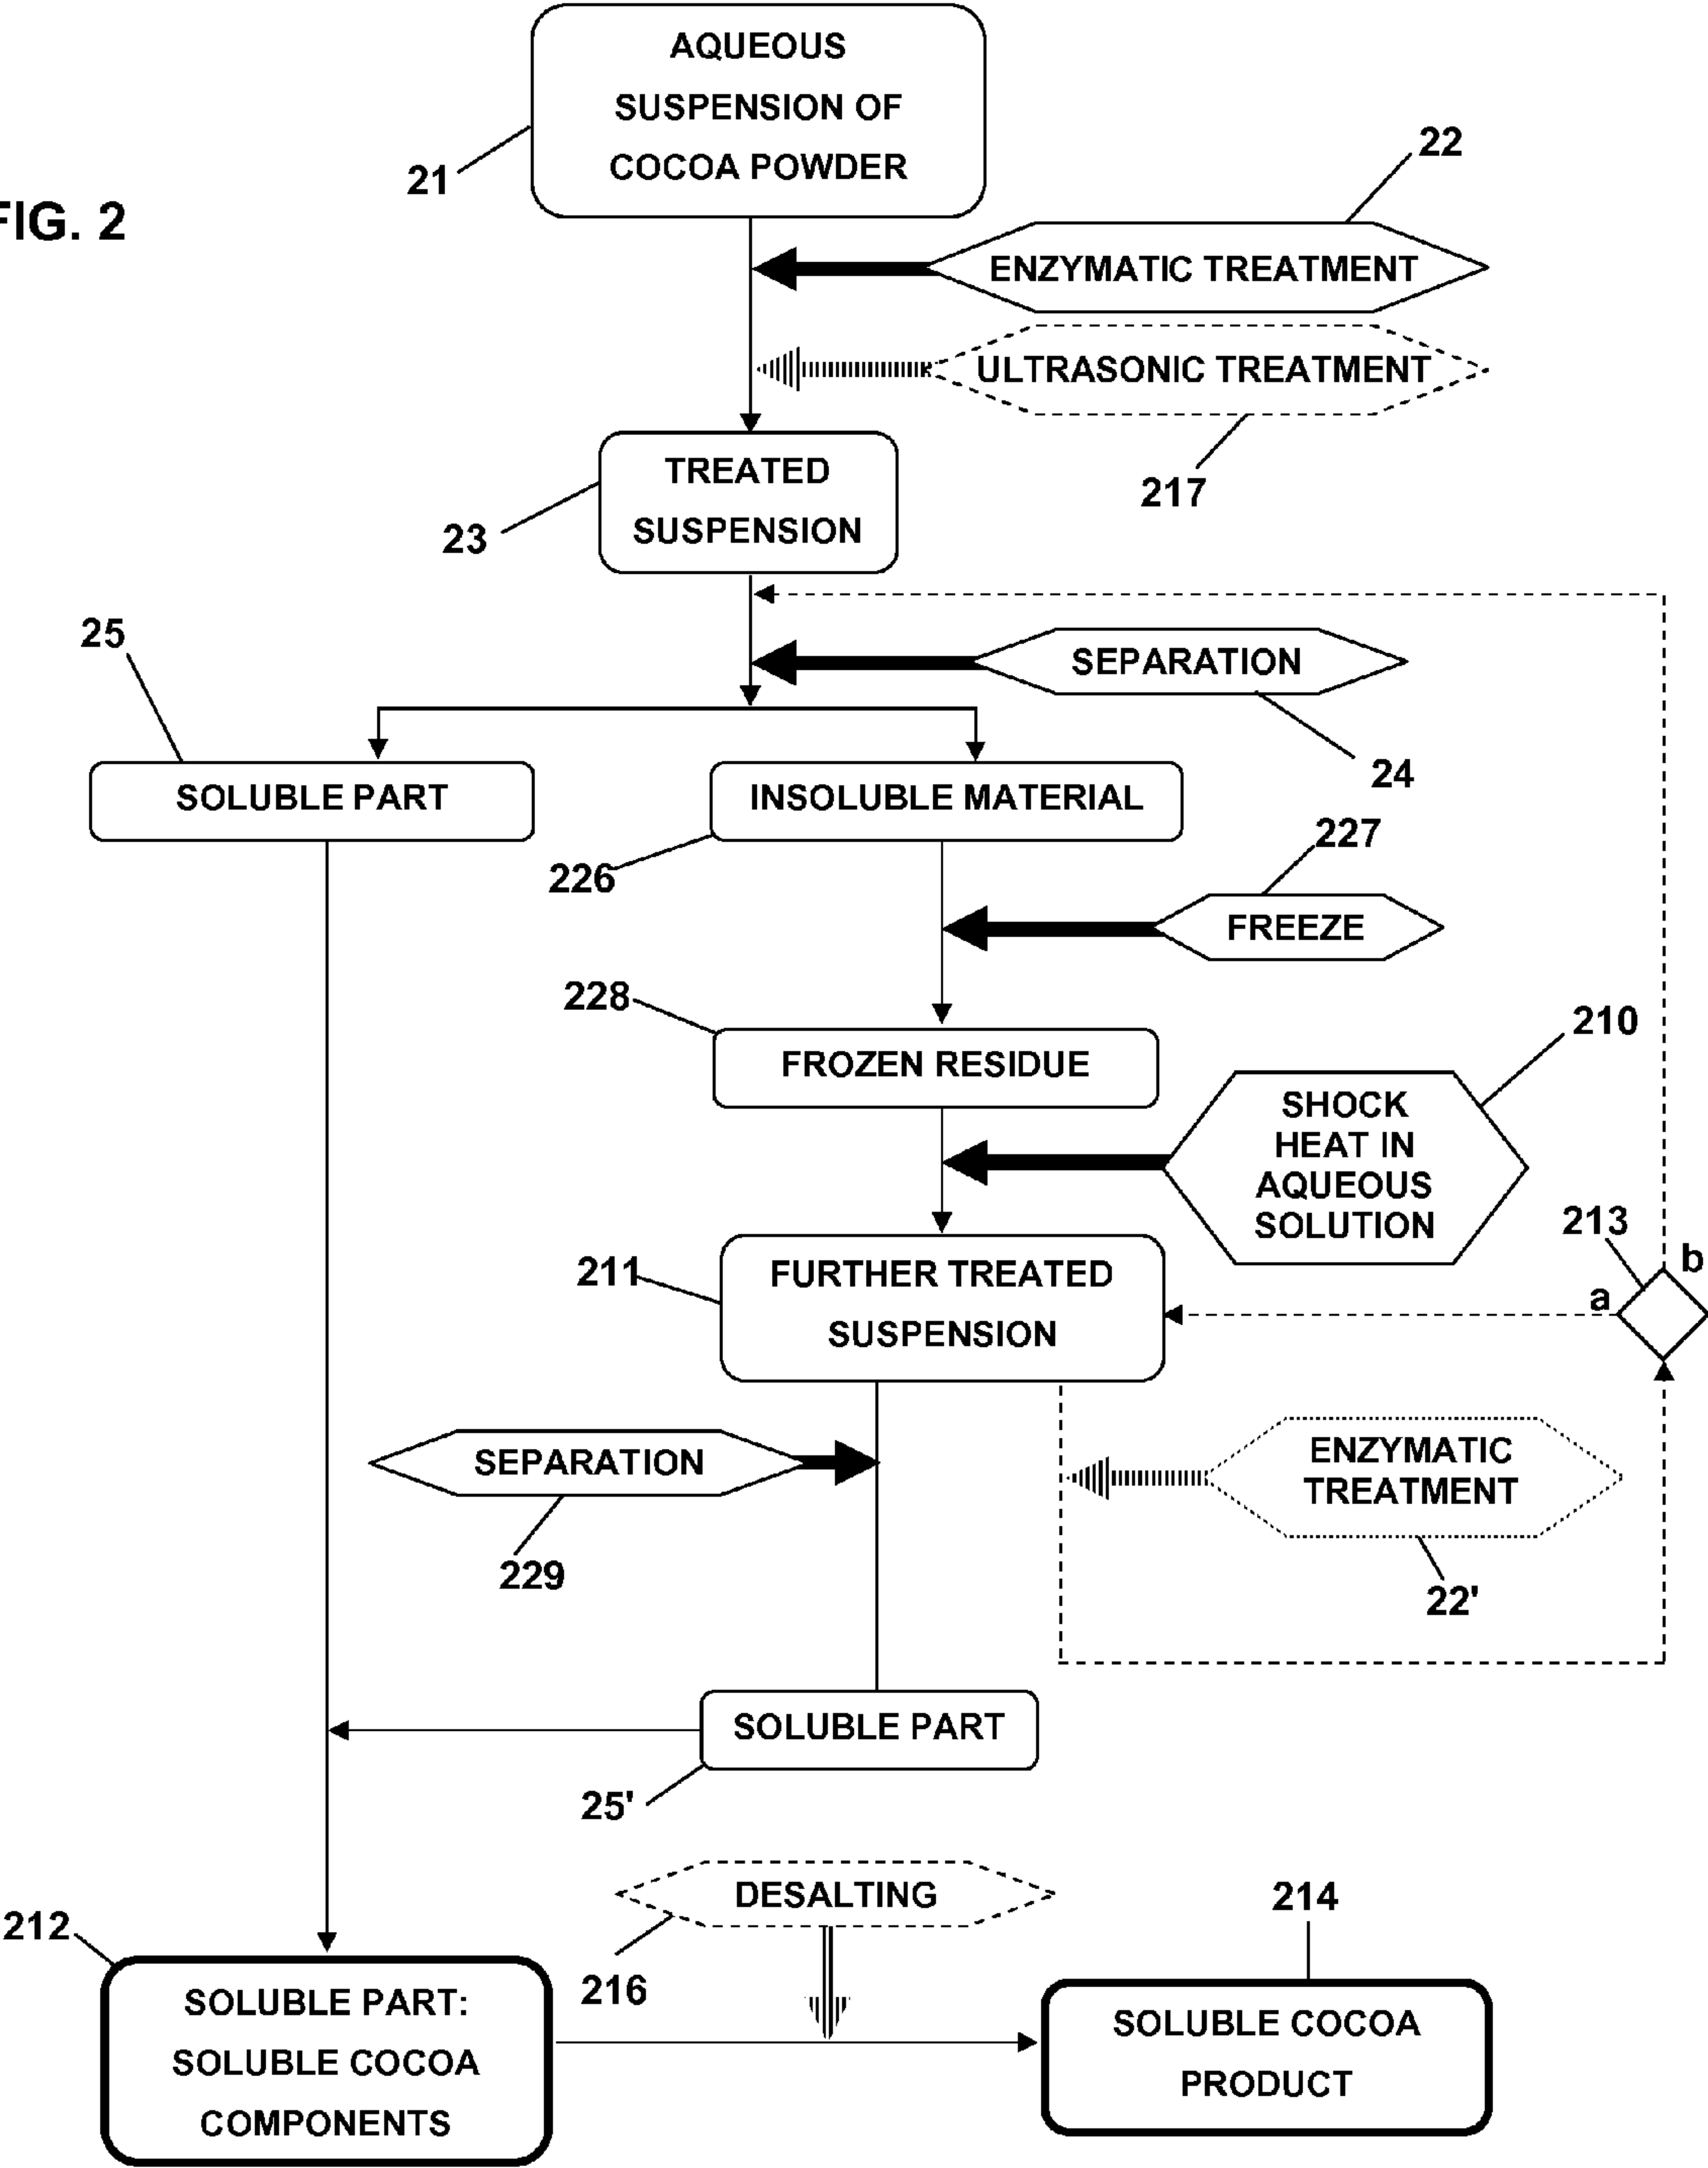 AQUEOUS
SUSPENSION OF
COCOA POWDER
21
22
FIG. 2
ENZYMATIC TREATMENT
ULTRASONIC TREATMENT
217
TREATED
SUSPENSION
23
25
SEPARATION
24
SOLUBLE PART
INSOLUBLE MATERIAL
226
227
FREEZE
228
FROZEN RESIDUE
210
SHOCK
HEAT IN
AQUEOUS
SOLUTION
213
b
a
211
FURTHER TREATED
SUSPENSION
SEPARATION
229
ENZYMATIC
TREATMENT
22'
SOLUBLE PART
25'
DESALTING
216
214
212
SOLUBLE PART:
SOLUBLE COCOA
COMPONENTS
SOLUBLE COCOA
PRODUCT